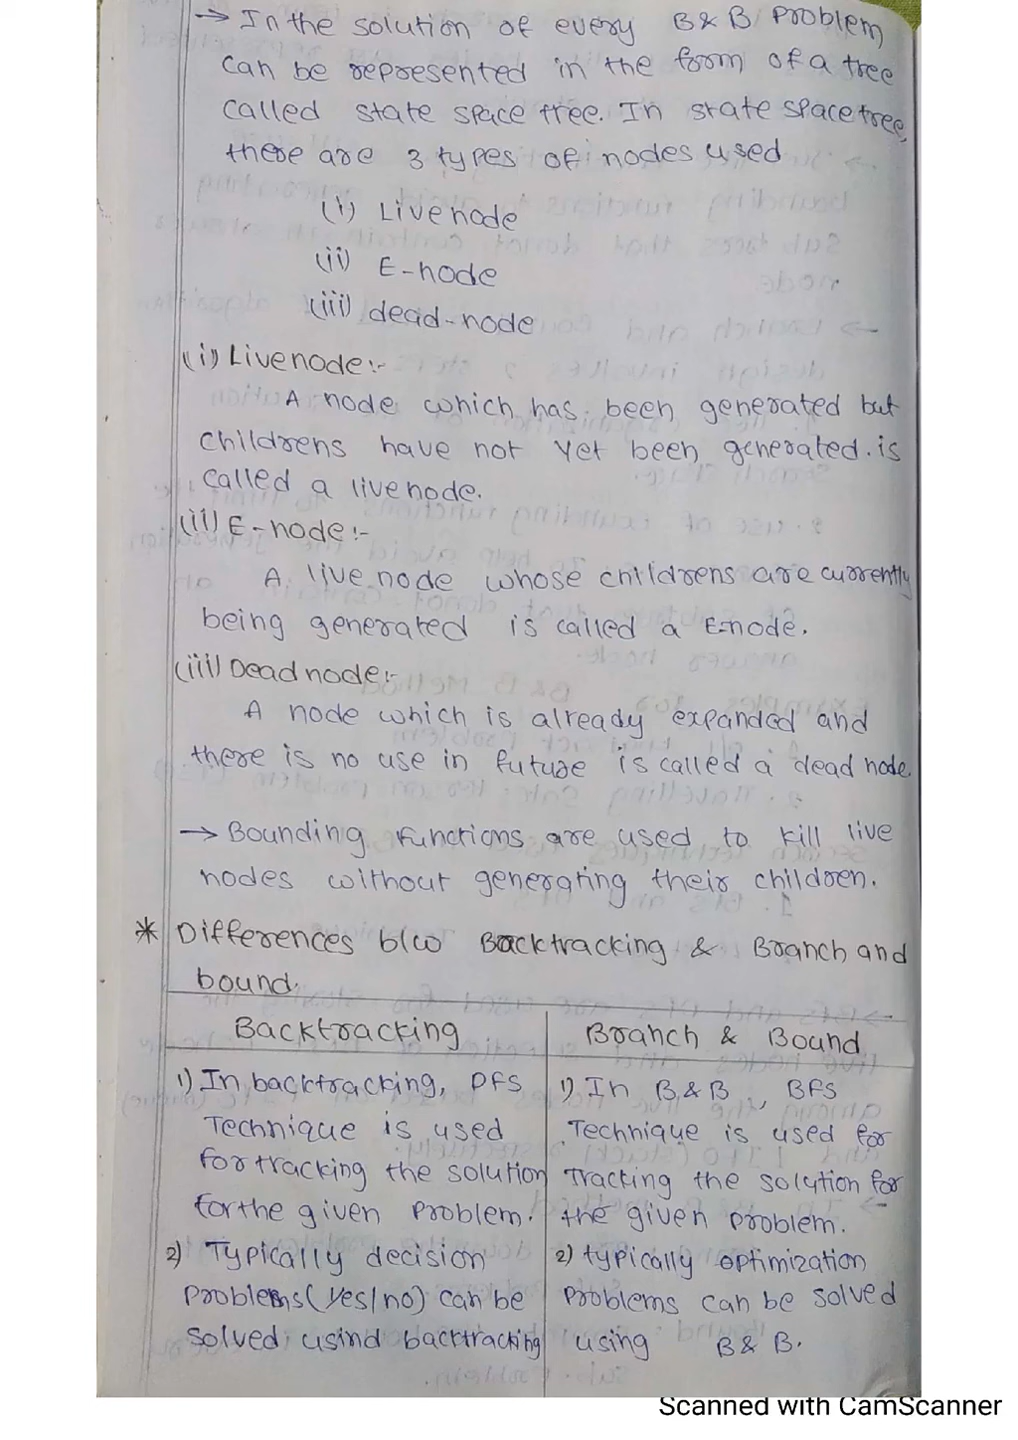 → In the solution of every B & B Problem
can be represented in the form of a tree
called state space tree. In state space tree,
there are 3 types of nodes used
(i) Live node
(ii) E-node
(iii) dead-node
(i) Live node:-
A node which has been generated but
childrens have not yet been generated. is
called a live node.
(ii) E-node:-
A live node whose childrens are currently
being generated is called a E-node.
(iii) Dead node:-
A node which is already expanded and
there is no use in future is called a dead node.
→ Bounding Functions are used to kill live
nodes without generating their children.
* Differences b/w Backtracking & Branch and
bound.
Backtracking
1) In backtracking, DFS
Technique is used
for tracking the solution
for the given Problem.
2) Typically decision
Problems (Yes/no) can be
solved usind backtracking
Branch & Bound
1) In B & B, BFS
Technique is used for
Tracking the solution for
the given problem.
2) typically optimization
Problems can be solved
using B & B.
Scanned with CamScanner